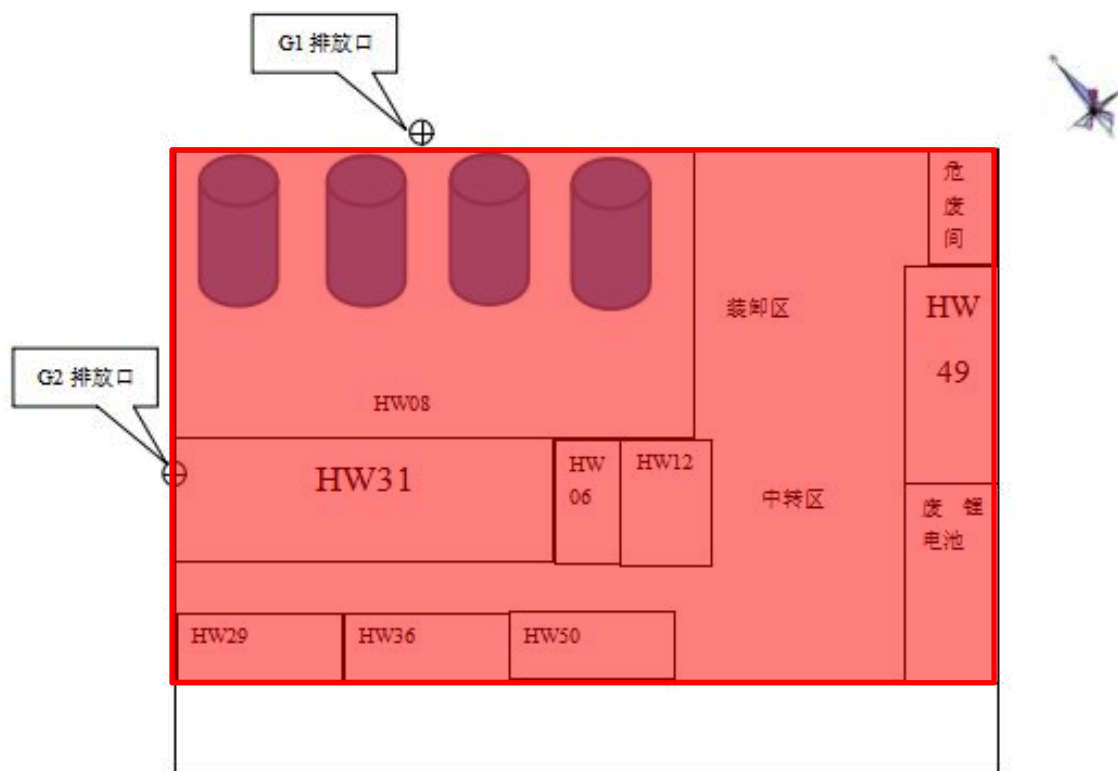 G1 排放口
危
废
间
装卸区
HW
49
G2 排放口
HW08
HW31
HW
06
HW12
中转区
废 锂
电池
HW29
HW36
HW50